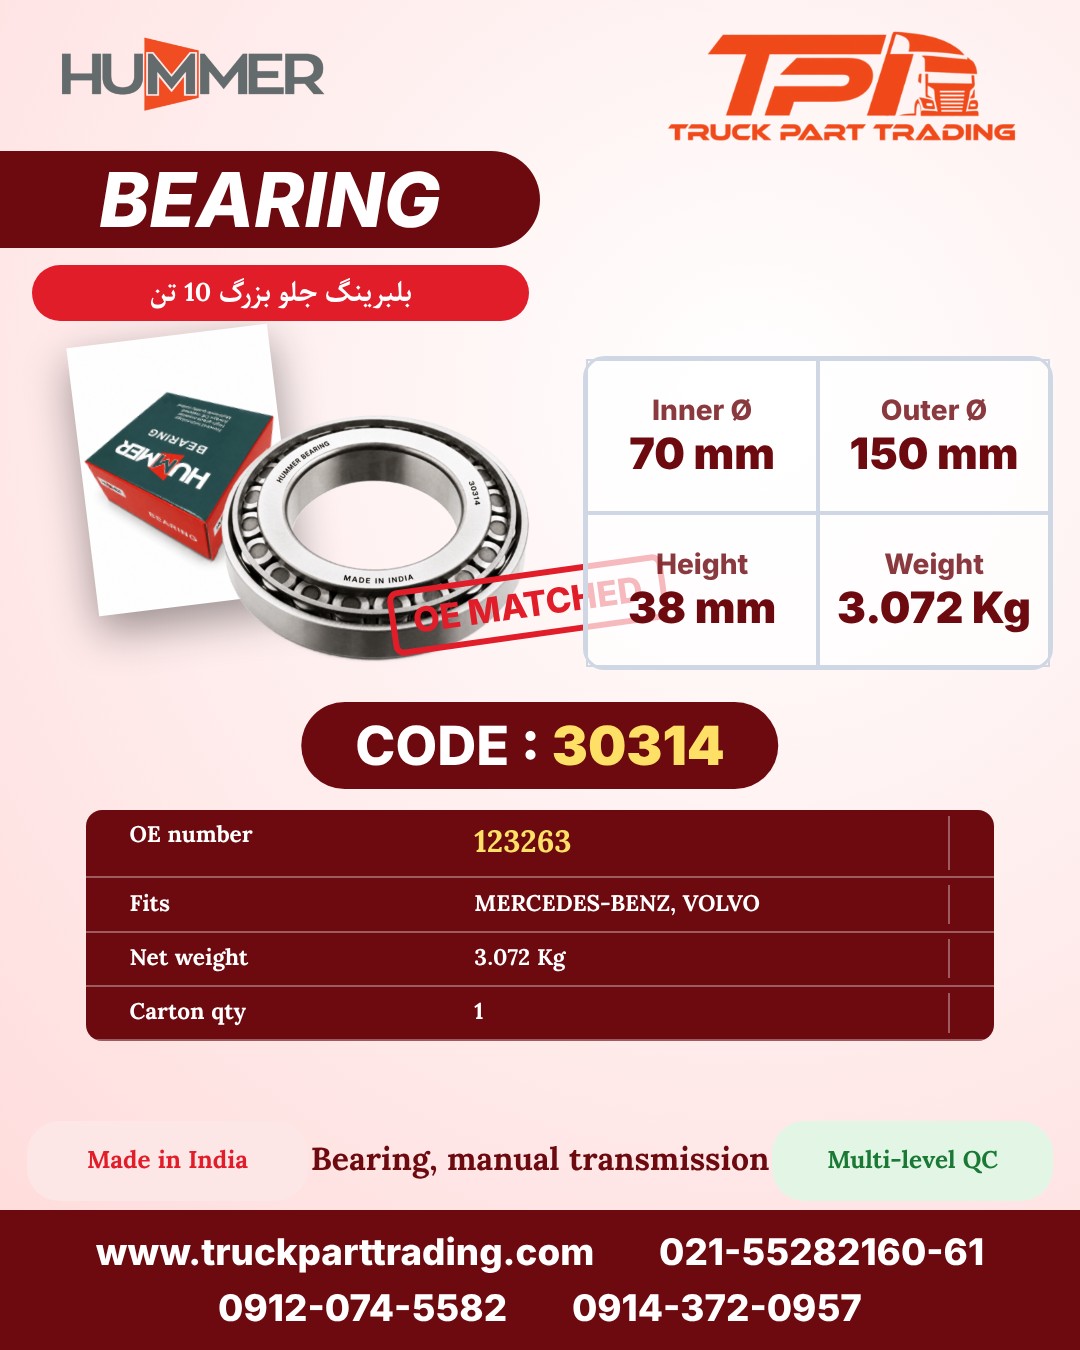 HUMMER
TPT
TRUCK PART TRADING
BEARING
بلبرینگ جلو بزرگ 10 تن
HUMMER
BEARING
BEARING
HUMMER BEARING
30314
MADE IN INDIA
OE MATCHED
Inner Ø
70 mm
Outer Ø
150 mm
Height
38 mm
Weight
3.072 Kg
CODE : 30314
OE number 123263
Fits MERCEDES-BENZ, VOLVO
Net weight 3.072 Kg
Carton qty 1
Made in India
Bearing, manual transmission
Multi-level QC
www.truckparttrading.com 021-55282160-61
0912-074-5582 0914-372-0957